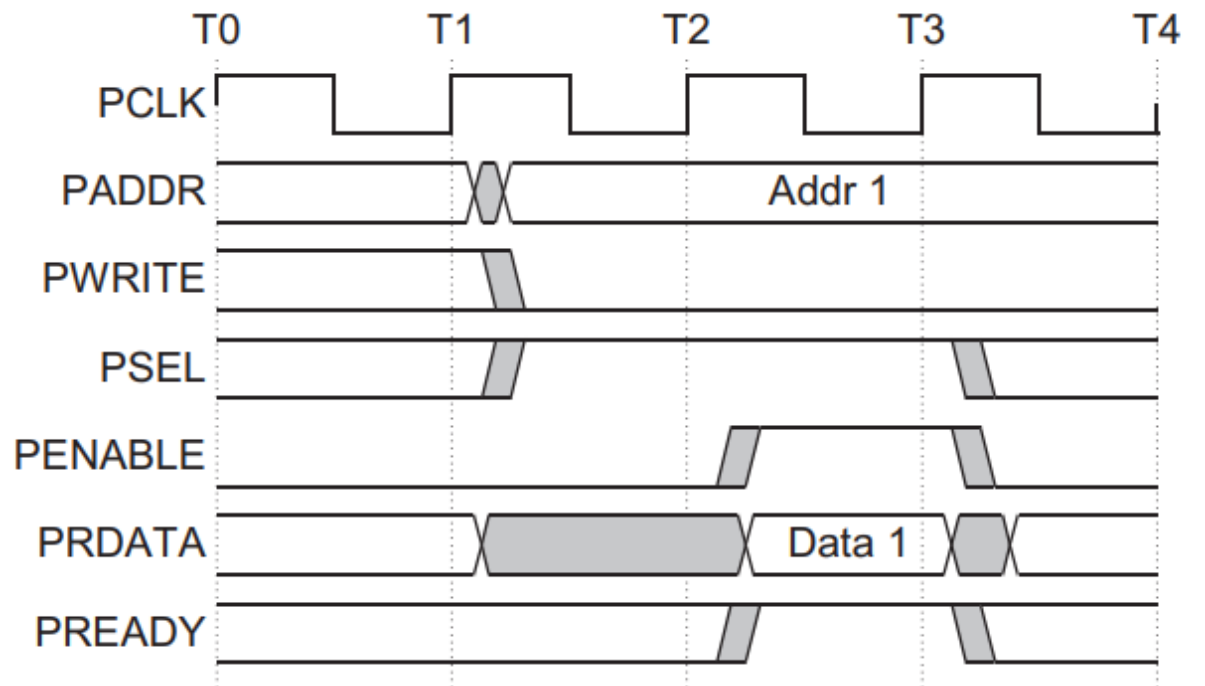 T0 T1 T2 T3 T4
PCLK
PADDR Addr 1
PWRITE
PSEL
PENABLE
PRDATA Data 1
PREADY